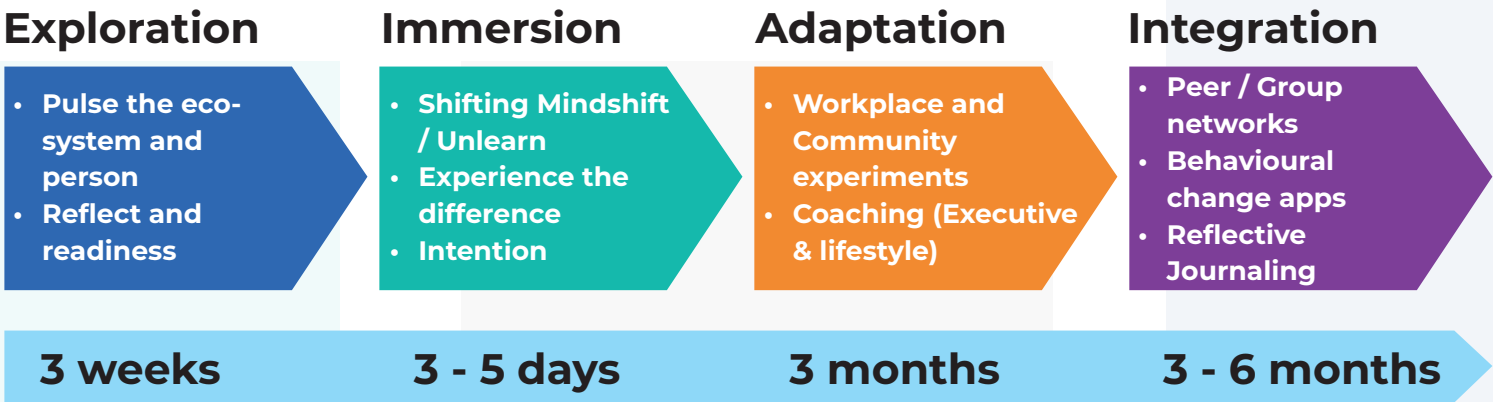 Exploration
• Pulse the eco-
system and
person
• Reflect and
readiness
Immersion
• Shifting Mindshift
/ Unlearn
• Experience the
difference
• Intention
Adaptation
• Workplace and
Community
experiments
• Coaching (Executive
& lifestyle)
Integration
• Peer / Group
networks
• Behavioural
change apps
• Reflective
Journaling
3 weeks
3 - 5 days
3 months
3 - 6 months